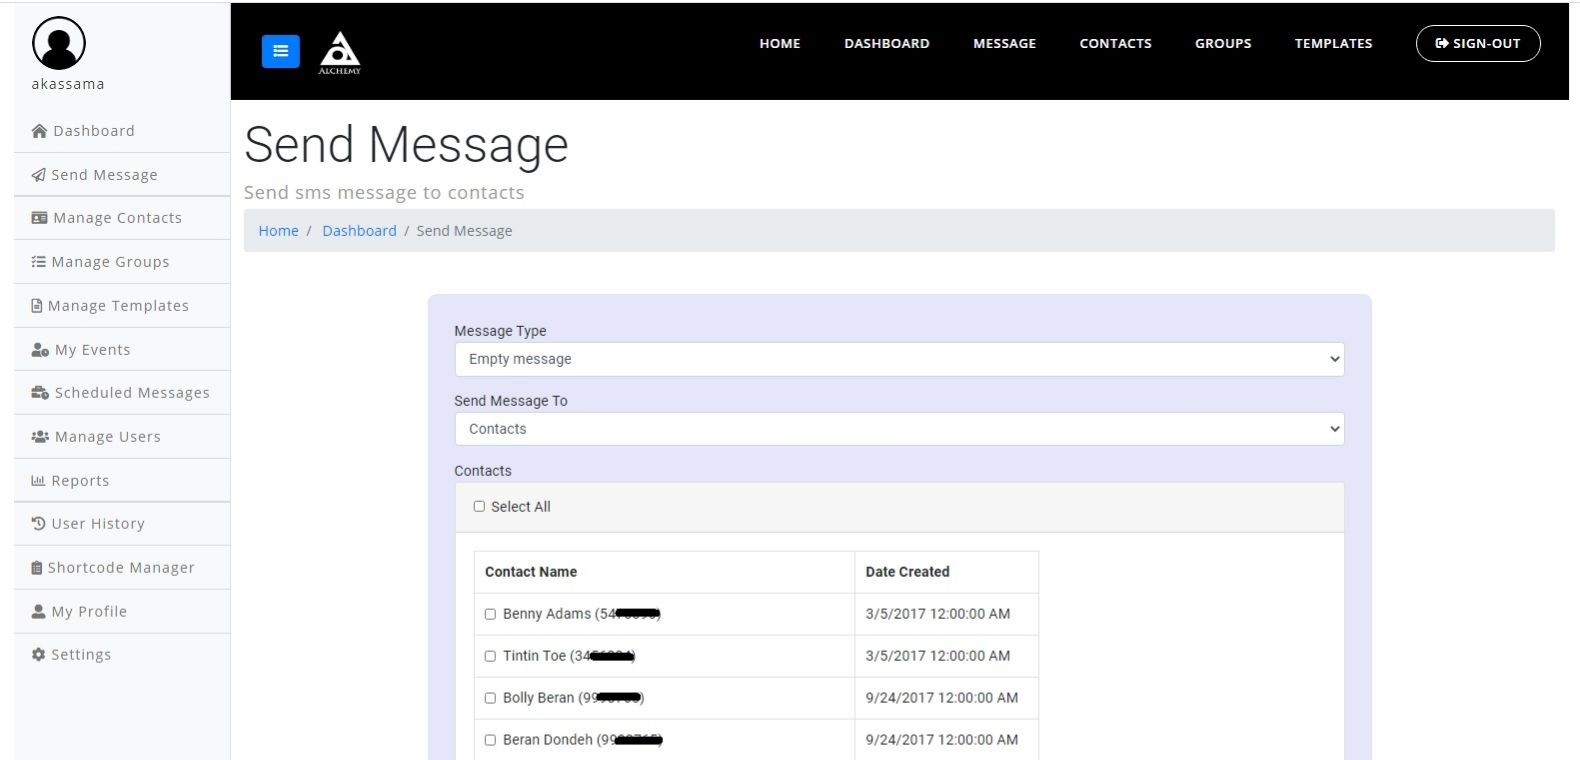 akassama
Dashboard
Send Message
Manage Contacts
Manage Groups
Manage Templates
My Events
Scheduled Messages
Manage Users
Reports
User History
Shortcode Manager
My Profile
Settings
ALCHEMY
HOME DASHBOARD MESSAGE CONTACTS GROUPS TEMPLATES SIGN-OUT
Send Message
Send sms message to contacts
Home / Dashboard / Send Message
Message Type
Empty message
Send Message To
Contacts
Contacts
Select All
Contact Name Date Created
Benny Adams (54 3/5/2017 12:00:00 AM
Tintin Toe (34 3/5/2017 12:00:00 AM
Bolly Beran (99 ) 9/24/2017 12:00:00 AM
Beran Dondeh (99 9/24/2017 12:00:00 AM